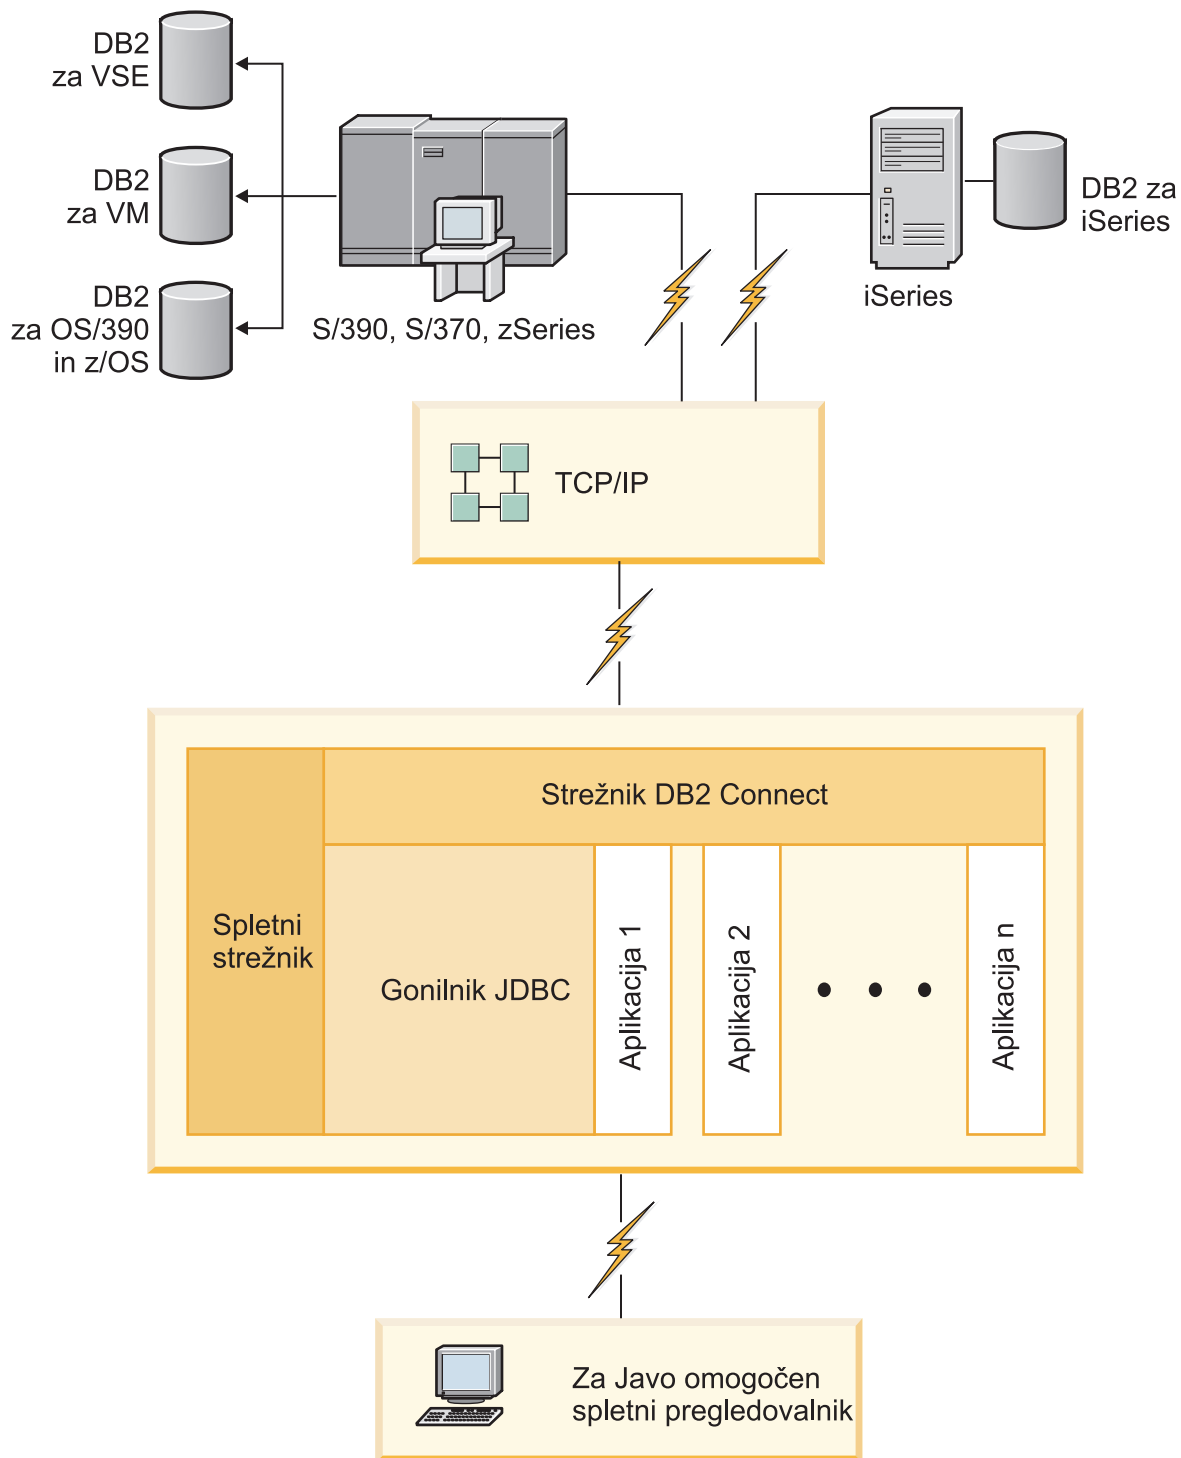 DB2
za VSE
DB2
za VM
DB2
za OS/390
in z/OS
S/390, S/370, zSeries
iSeries
DB2 za
iSeries
TCP/IP
Strežnik DB2 Connect
Spletni
strežnik
Gonilnik JDBC
Aplikacija 1
Aplikacija 2
Aplikacija n
Za Javo omogočen
spletni pregledovalnik